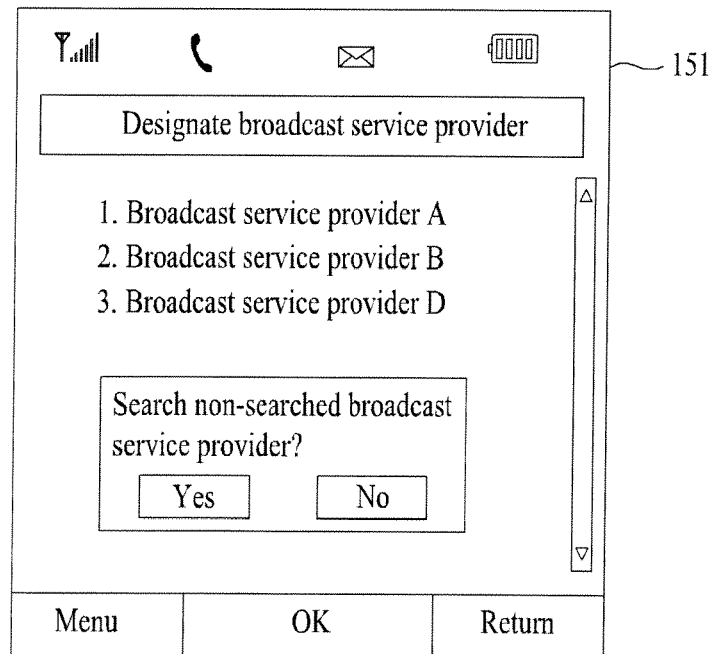 151
Designate broadcast service provider
1. Broadcast service provider A
2. Broadcast service provider B
3. Broadcast service provider D
Search non-searched broadcast
service provider?
Yes No
Menu OK Return